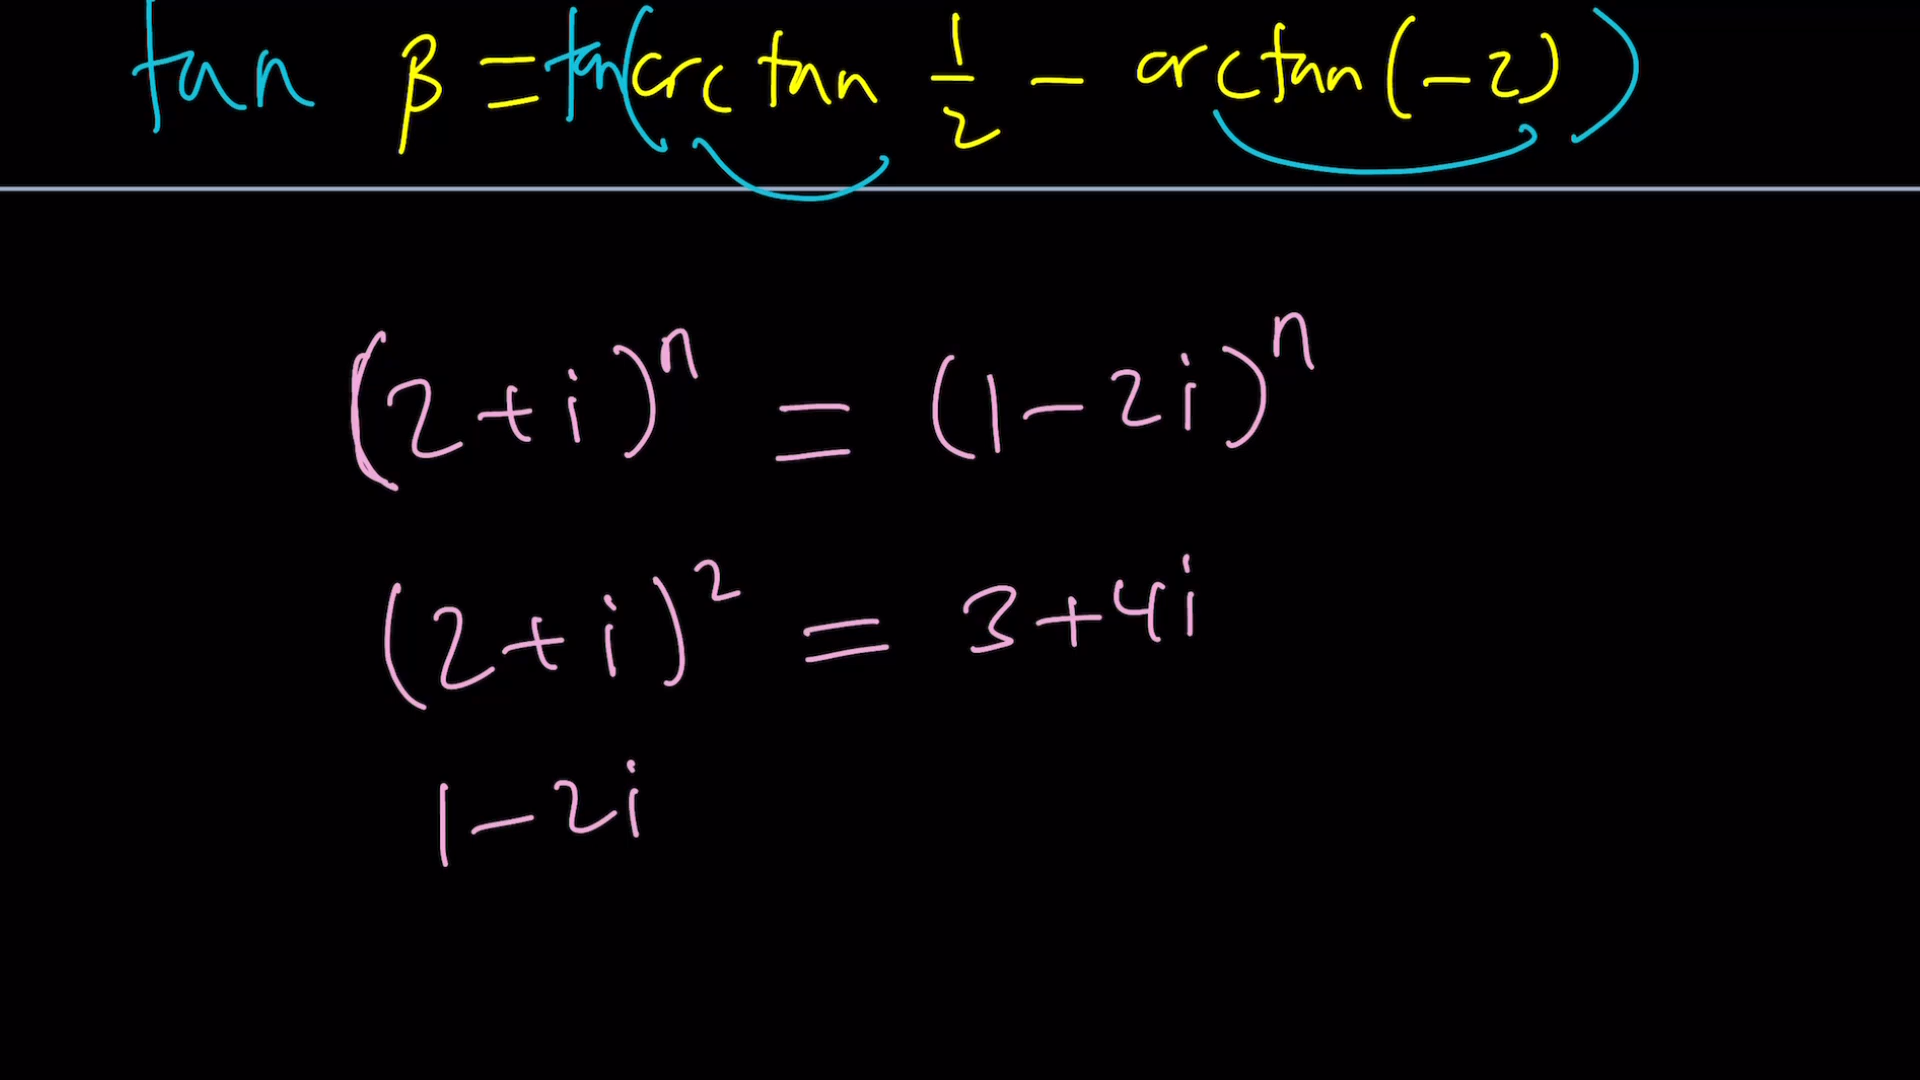 tan β = tan(arctan 1/2 - arctan(-2))
(2+i)ⁿ = (1-2i)ⁿ
(2+i)² = 3+4i
1-2i